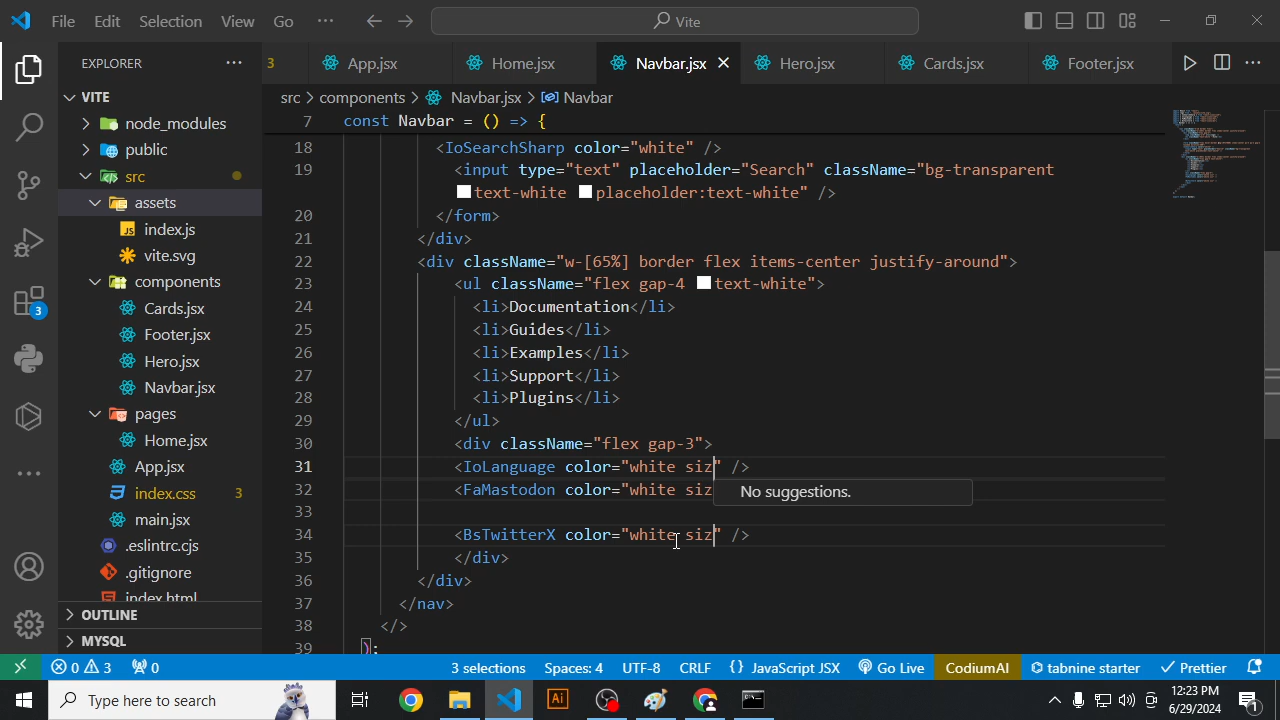 File Edit Selection View Go ··· Vite
EXPLORER ···
3 App.jsx Home.jsx Navbar.jsx Hero.jsx Cards.jsx Footer.jsx ···
src > components > Navbar.jsx > Navbar
VITE
node_modules
public
src
assets
index.js
vite.svg
components
Cards.jsx
Footer.jsx
Hero.jsx
Navbar.jsx
pages
Home.jsx
App.jsx
index.css 3
main.jsx
.eslintrc.cjs
.gitignore
index.html
OUTLINE
MYSQL
3
7 const Navbar = () => {
18 <IoSearchSharp color="white" />
19 <input type="text" placeholder="Search" className="bg-transparent
text-white placeholder:text-white" />
20 </form>
21 </div>
22 <div className="w-[65%] border flex items-center justify-around">
23 <ul className="flex gap-4 text-white">
24 <li>Documentation</li>
25 <li>Guides</li>
26 <li>Examples</li>
27 <li>Support</li>
28 <li>Plugins</li>
29 </ul>
30 <div className="flex gap-3">
31 <IoLanguage color="white siz" />
32 <FaMastodon color="white siz
No suggestions.
33
34 <BsTwitterX color="white siz" />
35 </div>
36 </div>
37 </nav>
38 </>
39 );
0 3 0 3 selections Spaces: 4 UTF-8 CRLF {} JavaScript JSX Go Live CodiumAI tabnine starter Prettier
Type here to search
Ai
12:23 PM
6/29/2024
1